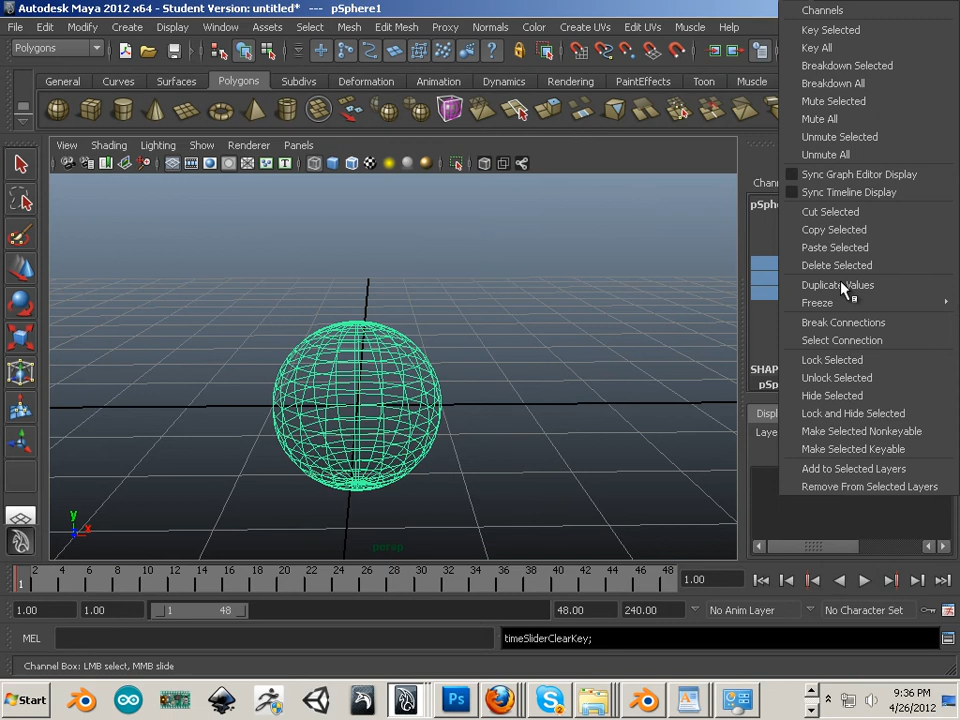 Autodesk Maya 2012 x64 - Student Version: untitled*   ---   pSphere1
File Edit Modify Create Display Window Assets Select Mesh Edit Mesh Proxy Normals Color Create UVs Edit UVs Muscle Help
Polygons
General Curves Surfaces Polygons Subdivs Deformation Animation Dynamics Rendering PaintEffects Toon Muscle
View Shading Lighting Show Renderer Panels
Chann
pSphe
SHAP
pSp
Displ
Laye
Channels
Key Selected
Key All
Breakdown Selected
Breakdown All
Mute Selected
Mute All
Unmute Selected
Unmute All
Sync Graph Editor Display
Sync Timeline Display
Cut Selected
Copy Selected
Paste Selected
Delete Selected
Duplicate Values
Freeze
Break Connections
Select Connection
Lock Selected
Unlock Selected
Hide Selected
Lock and Hide Selected
Make Selected Nonkeyable
Make Selected Keyable
Add to Selected Layers
Remove From Selected Layers
y
x
persp
1 2 4 6 8 10 12 14 16 18 20 22 24 26 28 30 32 34 36 38 40 42 44 46 48
1.00
1.00 1.00 1 48 48.00 240.00 No Anim Layer No Character Set
MEL timeSliderClearKey;
Channel Box: LMB select, MMB slide
Start
Ps
9:36 PM
4/26/2012